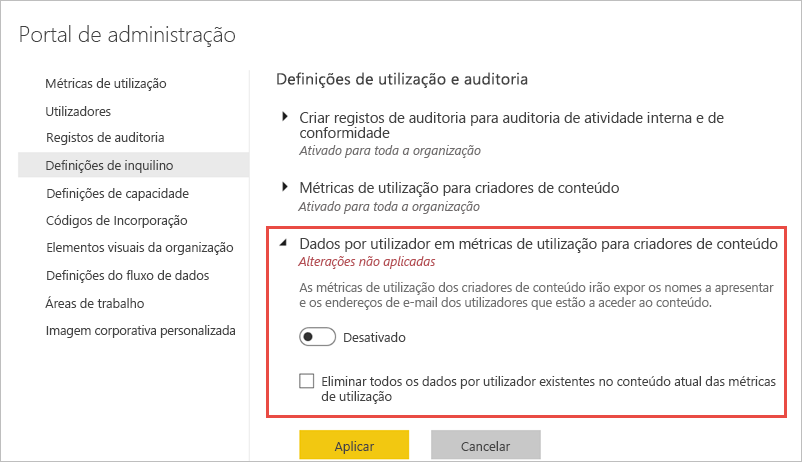 Portal de administração
Métricas de utilização
Utilizadores
Registos de auditoria
Definições de inquilino
Definições de capacidade
Códigos de Incorporação
Elementos visuais da organização
Definições do fluxo de dados
Áreas de trabalho
Imagem corporativa personalizada
Definições de utilização e auditoria
Criar registos de auditoria para auditoria de atividade interna e de
conformidade
Ativado para toda a organização
Métricas de utilização para criadores de conteúdo
Ativado para toda a organização
Dados por utilizador em métricas de utilização para criadores de conteúdo
Alterações não aplicadas
As métricas de utilização dos criadores de conteúdo irão expor os nomes a apresentar
e os endereços de e-mail dos utilizadores que estão a aceder ao conteúdo.
Desativado
Eliminar todos os dados por utilizador existentes no conteúdo atual das métricas
de utilização
Aplicar
Cancelar